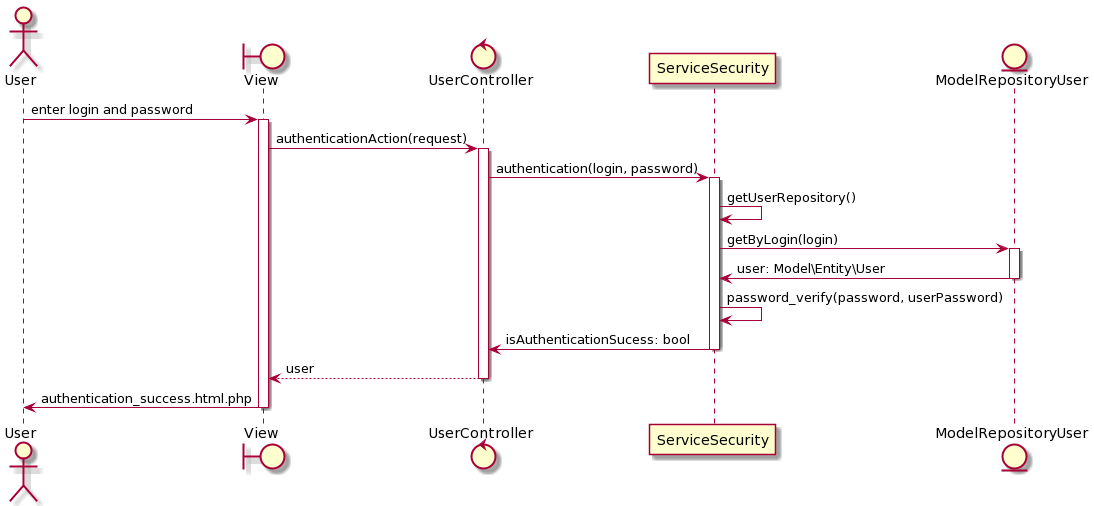 User
View
UserController
ServiceSecurity
ModelRepositoryUser
enter login and password
authenticationAction(request)
authentication(login, password)
getUserRepository()
getByLogin(login)
user: Model\Entity\User
password_verify(password, userPassword)
isAuthenticationSucess: bool
user
authentication_success.html.php
User
View
UserController
ServiceSecurity
ModelRepositoryUser